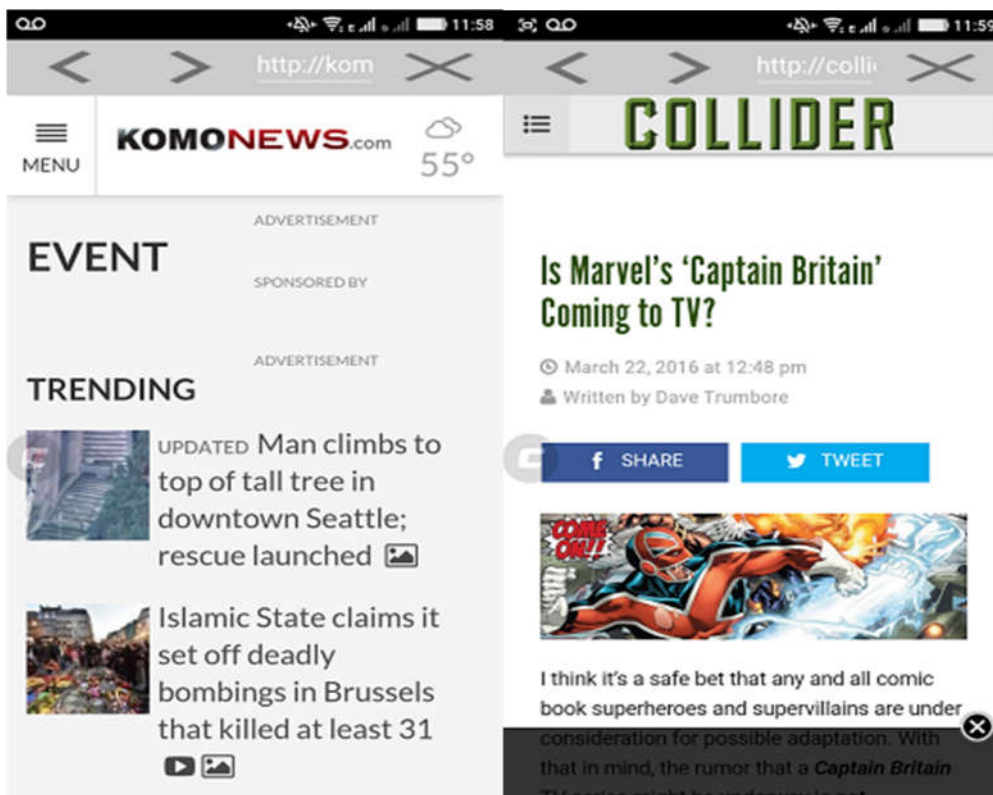 11:58
http://kom
MENU
KOMONEWS.com
55°
ADVERTISEMENT
EVENT
SPONSORED BY
ADVERTISEMENT
TRENDING
UPDATED Man climbs to
top of tall tree in
downtown Seattle;
rescue launched
Islamic State claims it
set off deadly
bombings in Brussels
that killed at least 31
11:59
http://colli
COLLIDER
Is Marvel's ‘Captain Britain’
Coming to TV?
March 22, 2016 at 12:48 pm
Written by Dave Trumbore
f SHARE
TWEET
COME
ON!!
I think it's a safe bet that any and all comic
book superheroes and supervillains are under
consideration for possible adaptation. With
that in mind, the rumor that a Captain Britain